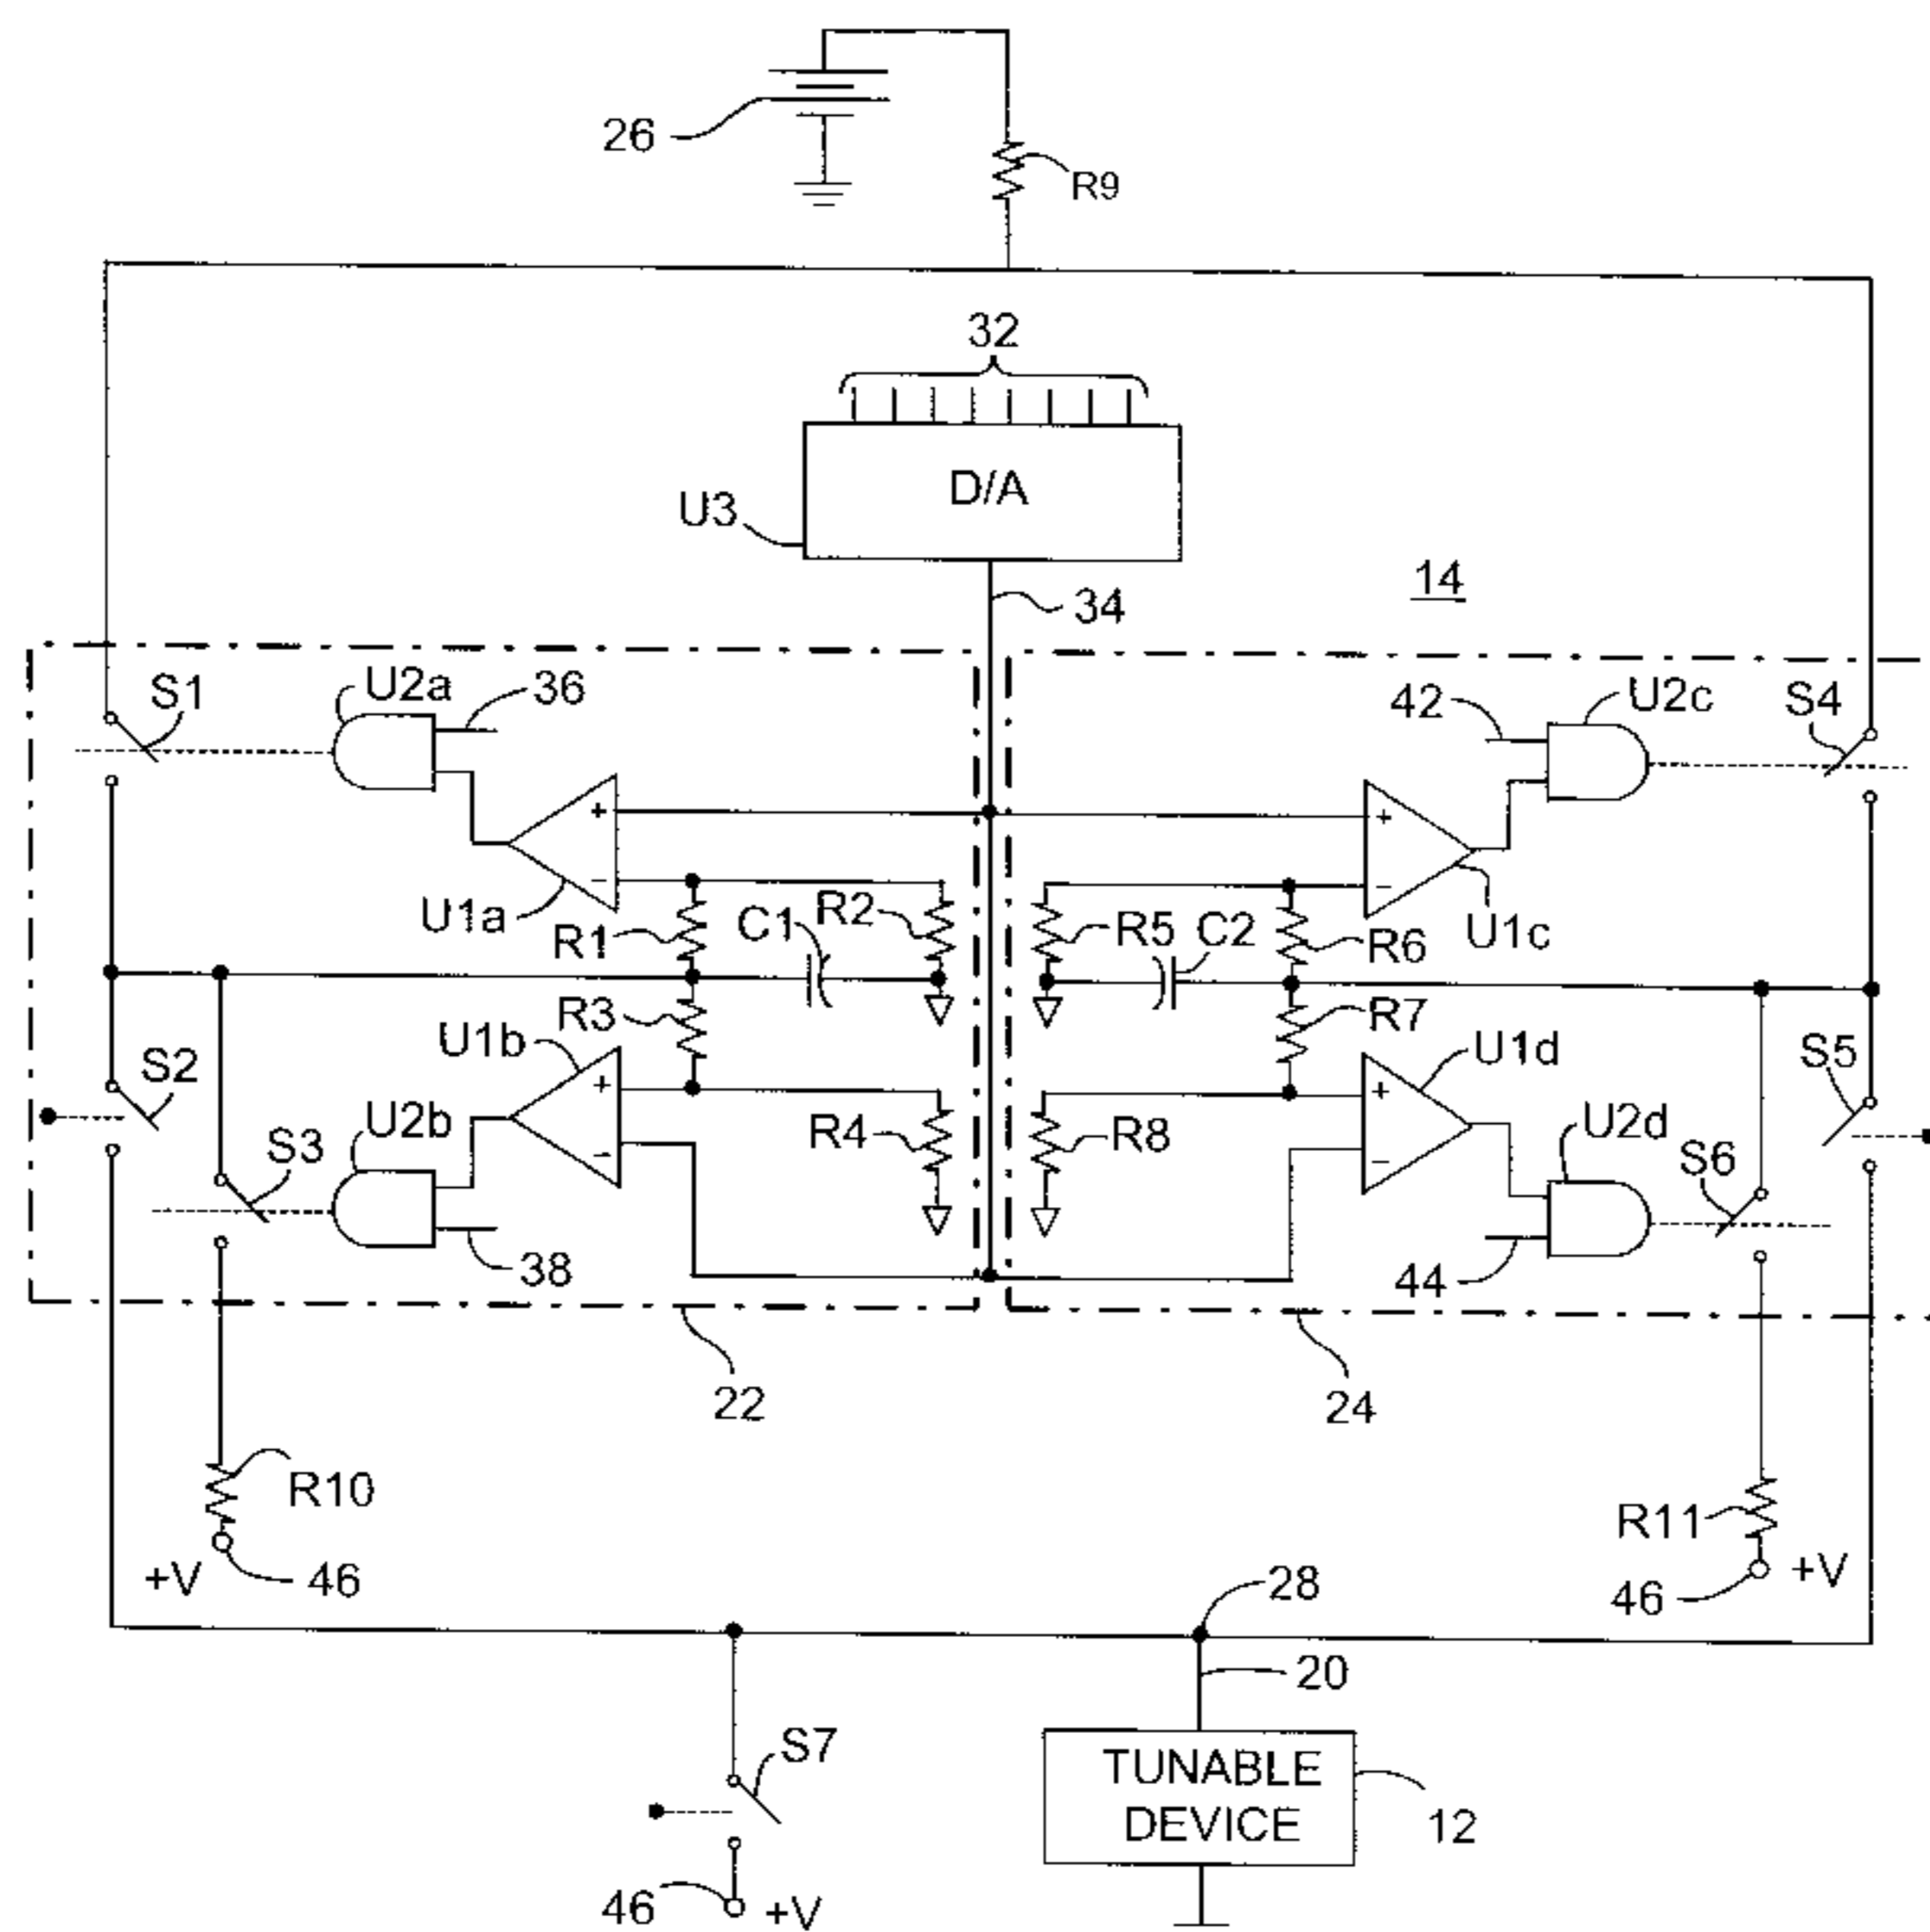 26
R9
32
D/A
U3
34
14
S1
U2a
36
42
U2c
S4
+
+
−
−
U1a
R1
C1
R2
R5
C2
R6
U1c
R3
R7
U1b
U1d
S2
S5
+
+
U2b
R4
R8
U2d
S3
−
−
S6
38
44
22
24
R10
R11
+V
46
28
46
+V
20
S7
TUNABLE
DEVICE
12
46
+V